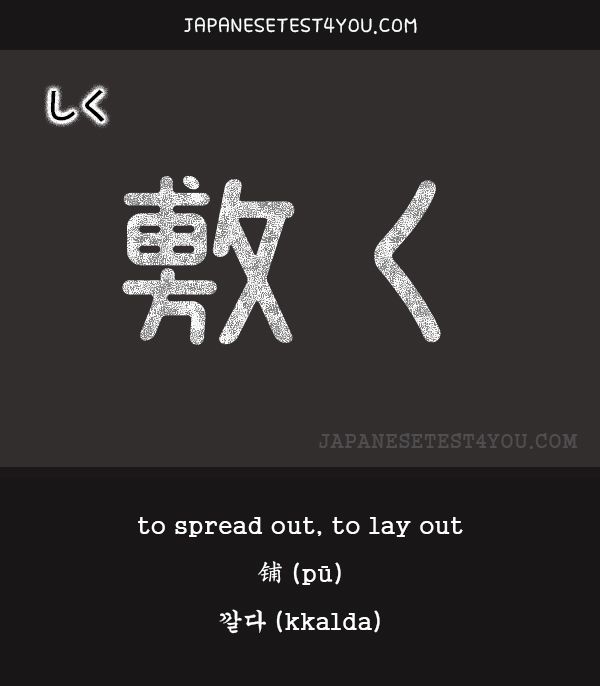 JAPANESETEST4YOU.COM
しく
敷く
JAPANESETEST4YOU.COM
to spread out, to lay out
铺 (pū)
깔다 (kkalda)